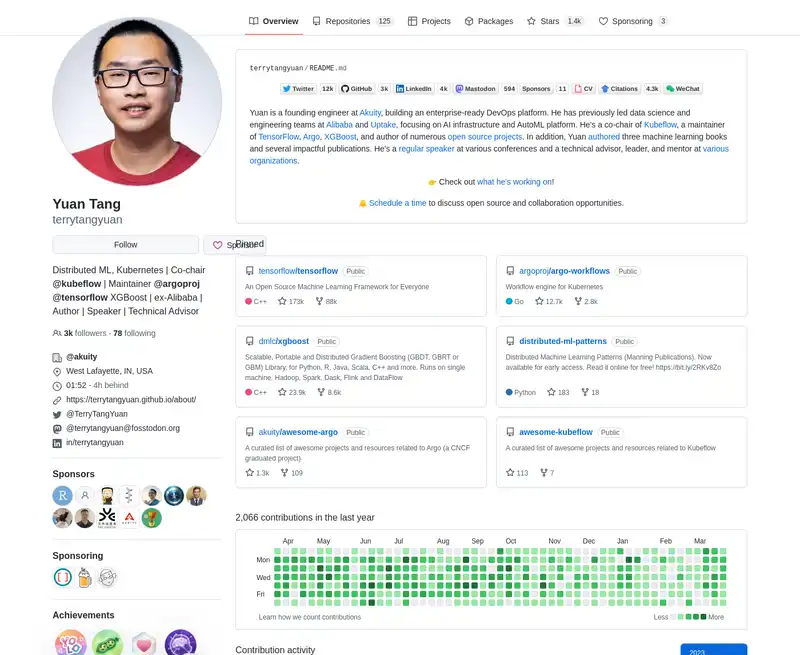 Overview Repositories 125 Projects Packages Stars 1.4k Sponsoring 3
terrytangyuan/README.md
Twitter 12k GitHub 3k LinkedIn 4k Mastodon 594 Sponsors 11 CV Citations 4.3k WeChat
Yuan is a founding engineer at Akuity, building an enterprise-ready DevOps platform. He has previously led data science and
engineering teams at Alibaba and Uptake, focusing on AI infrastructure and AutoML platform. He's a co-chair of Kubeflow, a maintainer
of TensorFlow, Argo, XGBoost, and author of numerous open source projects. In addition, Yuan authored three machine learning books
and several impactful publications. He's a regular speaker at various conferences and a technical advisor, leader, and mentor at various
organizations.
👉 Check out what he's working on!
Schedule a time to discuss open source and collaboration opportunities.
Yuan Tang
terrytangyuan
Follow
Sponsor
Distributed ML, Kubernetes | Co-chair
@kubeflow | Maintainer @argoproj
@tensorflow XGBoost | ex-Alibaba |
Author | Speaker | Technical Advisor
3k followers · 78 following
@akuity
West Lafayette, IN, USA
01:52 - 4h behind
https://terrytangyuan.github.io/about/
@TerryTangYuan
@terrytangyuan@fosstodon.org
in/terrytangyuan
Sponsors
R
Sponsoring
Achievements
YOLO
Pinned
tensorflow/tensorflow Public
An Open Source Machine Learning Framework for Everyone
C++ 173k 88k
argoproj/argo-workflows Public
Workflow engine for Kubernetes
Go 12.7k 2.8k
dmlc/xgboost Public
Scalable, Portable and Distributed Gradient Boosting (GBDT, GBRT or
GBM) Library, for Python, R, Java, Scala, C++ and more. Runs on
single machine, Hadoop, Spark, Dask, Flink and DataFlow
C++ 23.9k 8.6k
distributed-ml-patterns Public
Distributed Machine Learning Patterns (Manning Publications). Now
available for early access. Read it online for free! https://bit.ly/2RKv8Zo
Python 183 18
akuity/awesome-argo Public
A curated list of awesome projects and resources related to Argo (a CNCF
graduated project)
1.3k 109
awesome-kubeflow Public
A curated list of awesome projects and resources related to Kubeflow
113 7
2,066 contributions in the last year
Apr May Jun Jul Aug Sep Oct Nov Dec Jan Feb Mar
Mon
Wed
Fri
Learn how we count contributions
Less More
Contribution activity
2023